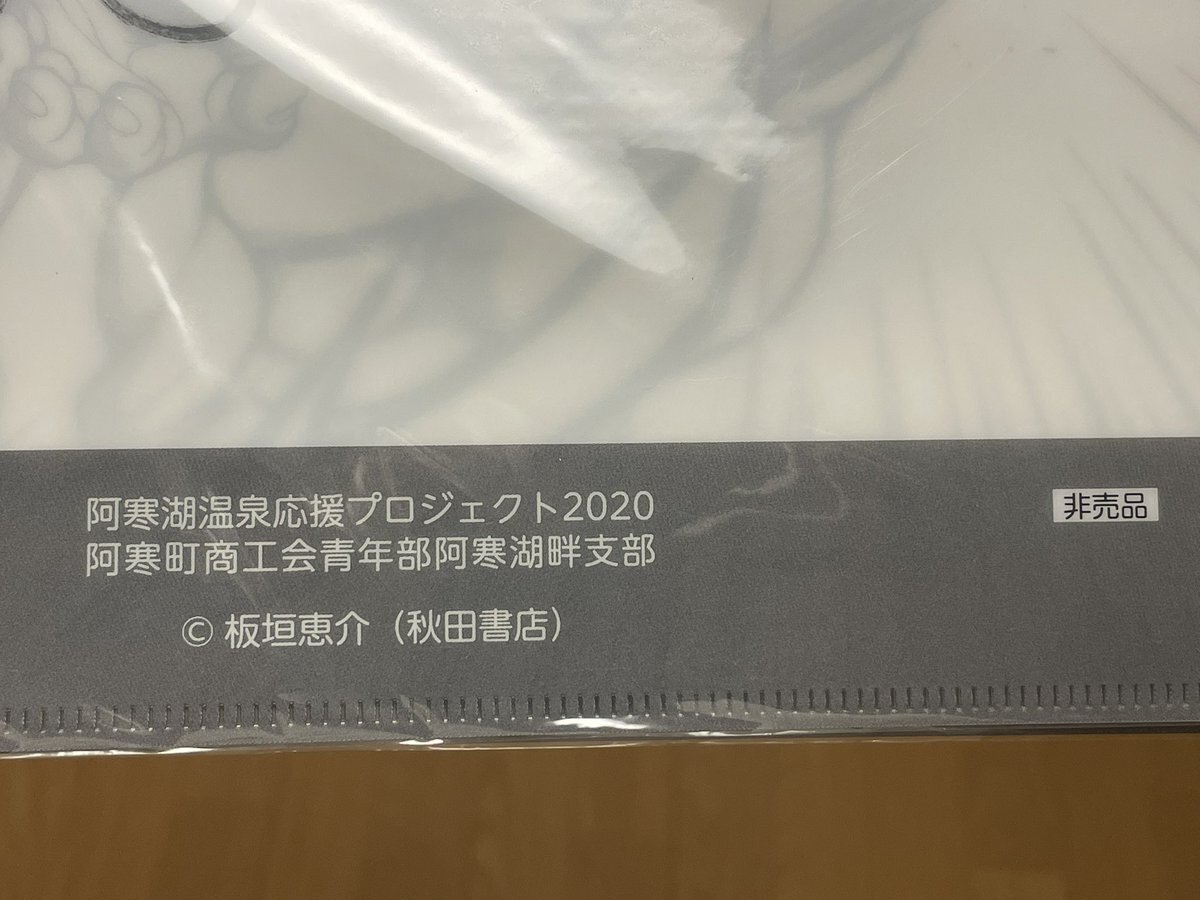 阿寒湖温泉応援プロジェクト2020
非売品
阿寒町商工会青年部阿寒湖畔支部
© 板垣恵介（秋田書店）